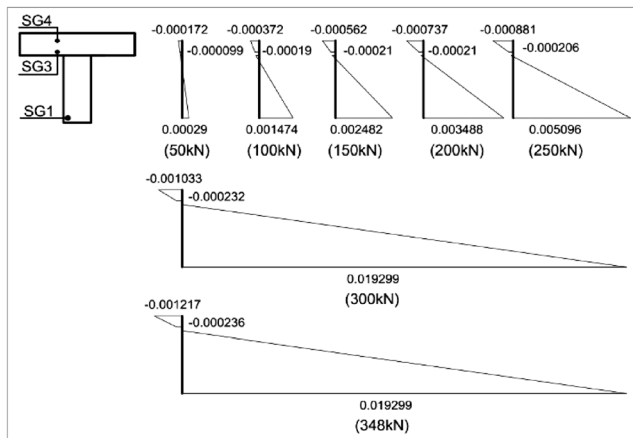 SG4
SG3
SG1
-0.000172
-0.000099
0.00029
(50kN)
-0.000372
-0.00019
0.001474
(100kN)
-0.000562
-0.00021
0.002482
(150kN)
-0.000737
-0.00021
0.003488
(200kN)
-0.000881
-0.000206
0.005096
(250kN)
-0.001033
-0.000232
0.019299
(300kN)
-0.001217
-0.000236
0.019299
(348kN)